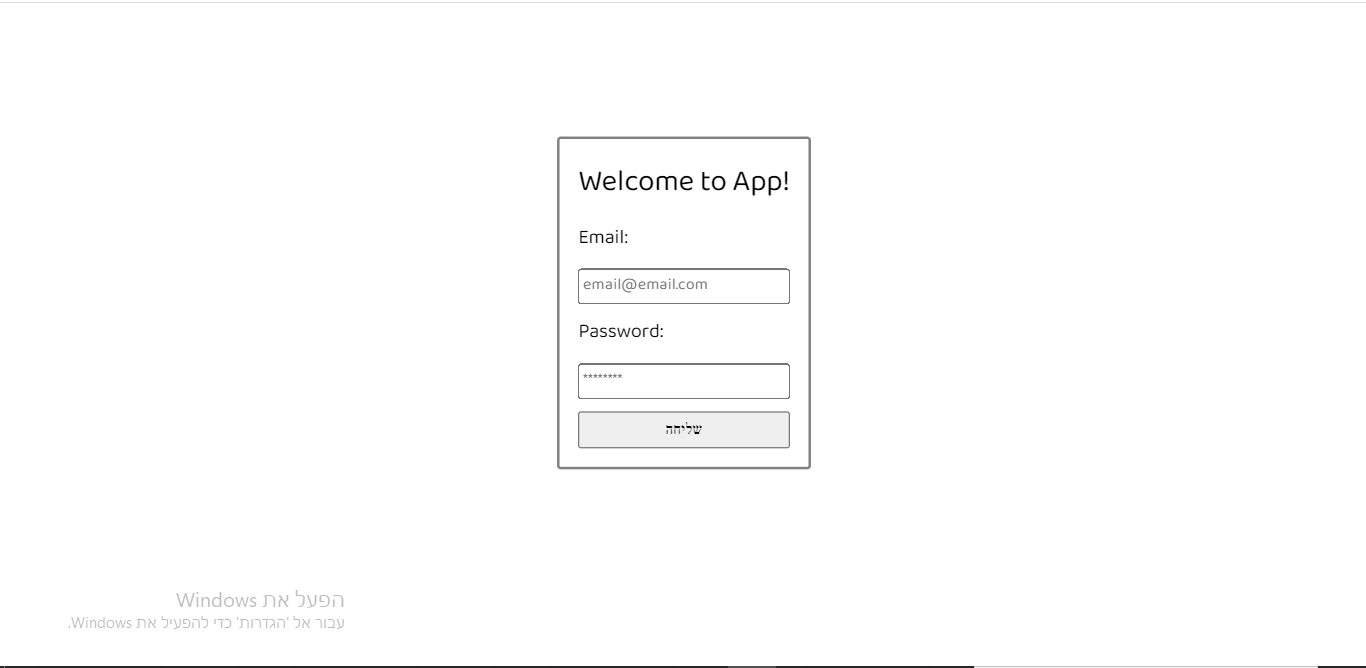 Welcome to App!
Email:
email@email.com
Password:
********
שליחה
הפעל את Windows
עבור אל 'הגדרות' כדי להפעיל את Windows.